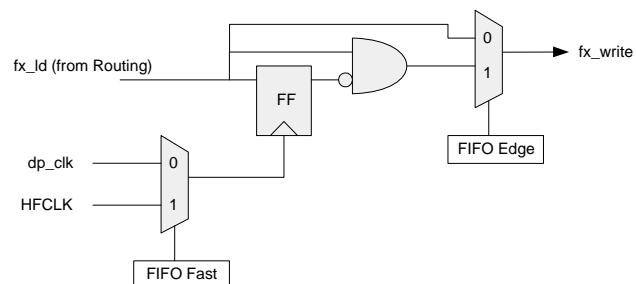 0
fx_ld (from Routing)
fx_write
1
FF
FIFO Edge
dp_clk
0
HFCLK
1
FIFO Fast